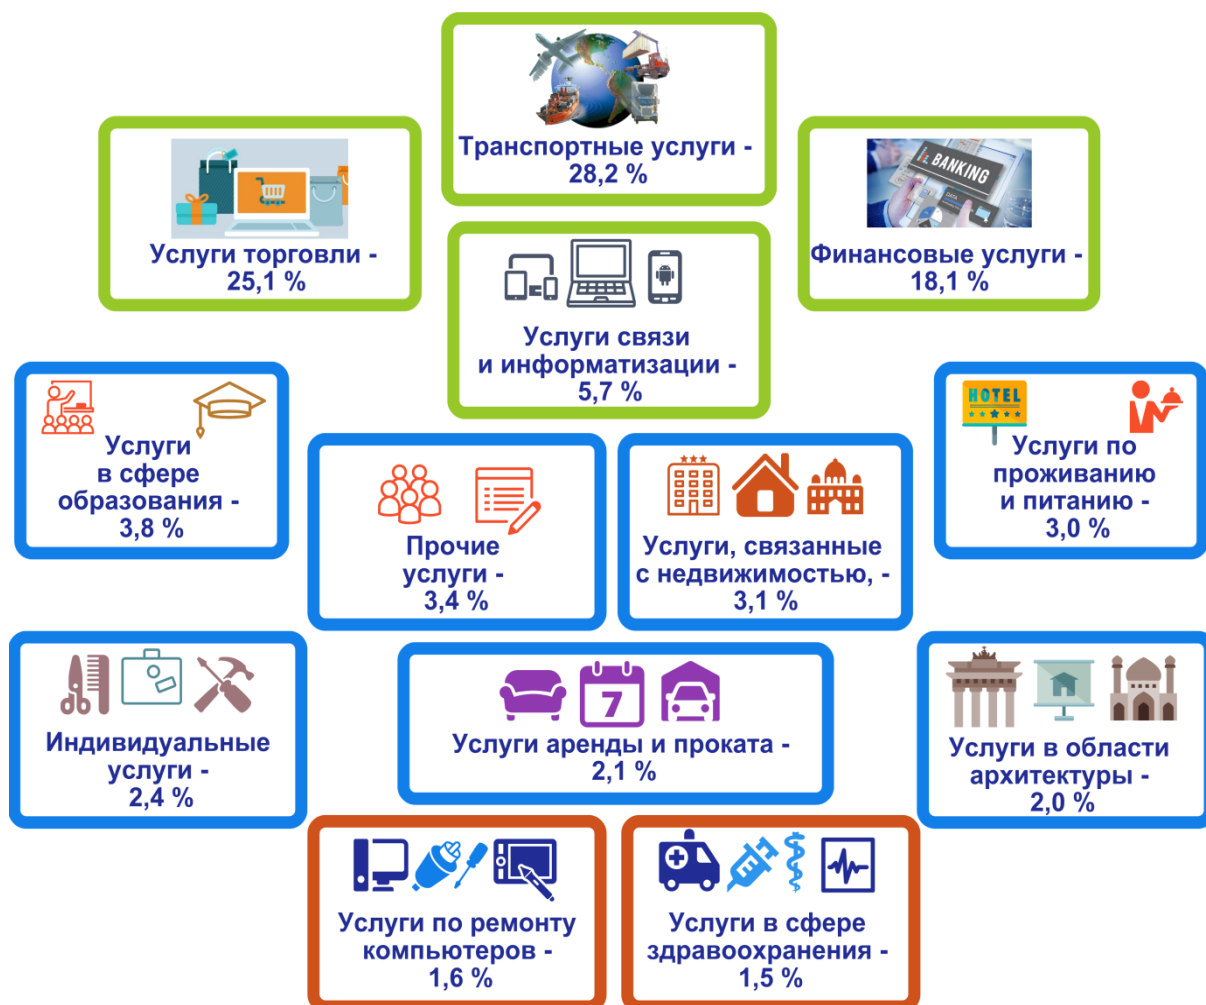 Транспортные услуги -
28,2 %
Услуги торговли -
25,1 %
BANKING
DATA
Финансовые услуги -
18,1 %
Услуги связи
и информатизации -
5,7 %
Услуги
в сфере
образования -
3,8 %
Прочие
услуги -
3,4 %
Услуги, связанные
с недвижимостью, -
3,1 %
HOTEL
Услуги по
проживанию
и питанию -
3,0 %
Индивидуальные
услуги -
2,4 %
7
Услуги аренды и проката -
2,1 %
Услуги в области
архитектуры -
2,0 %
Услуги по ремонту
компьютеров -
1,6 %
Услуги в сфере
здравоохранения -
1,5 %